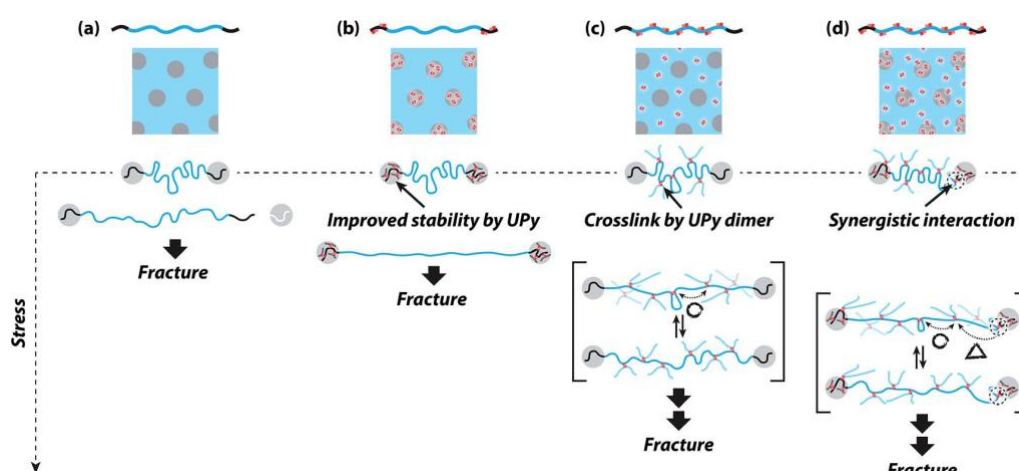 (a)
(b)
(c)
(d)
Improved stability by UPy
Crosslink by UPy dimer
Synergistic interaction
Fracture
Fracture
Stress
Fracture
Fracture